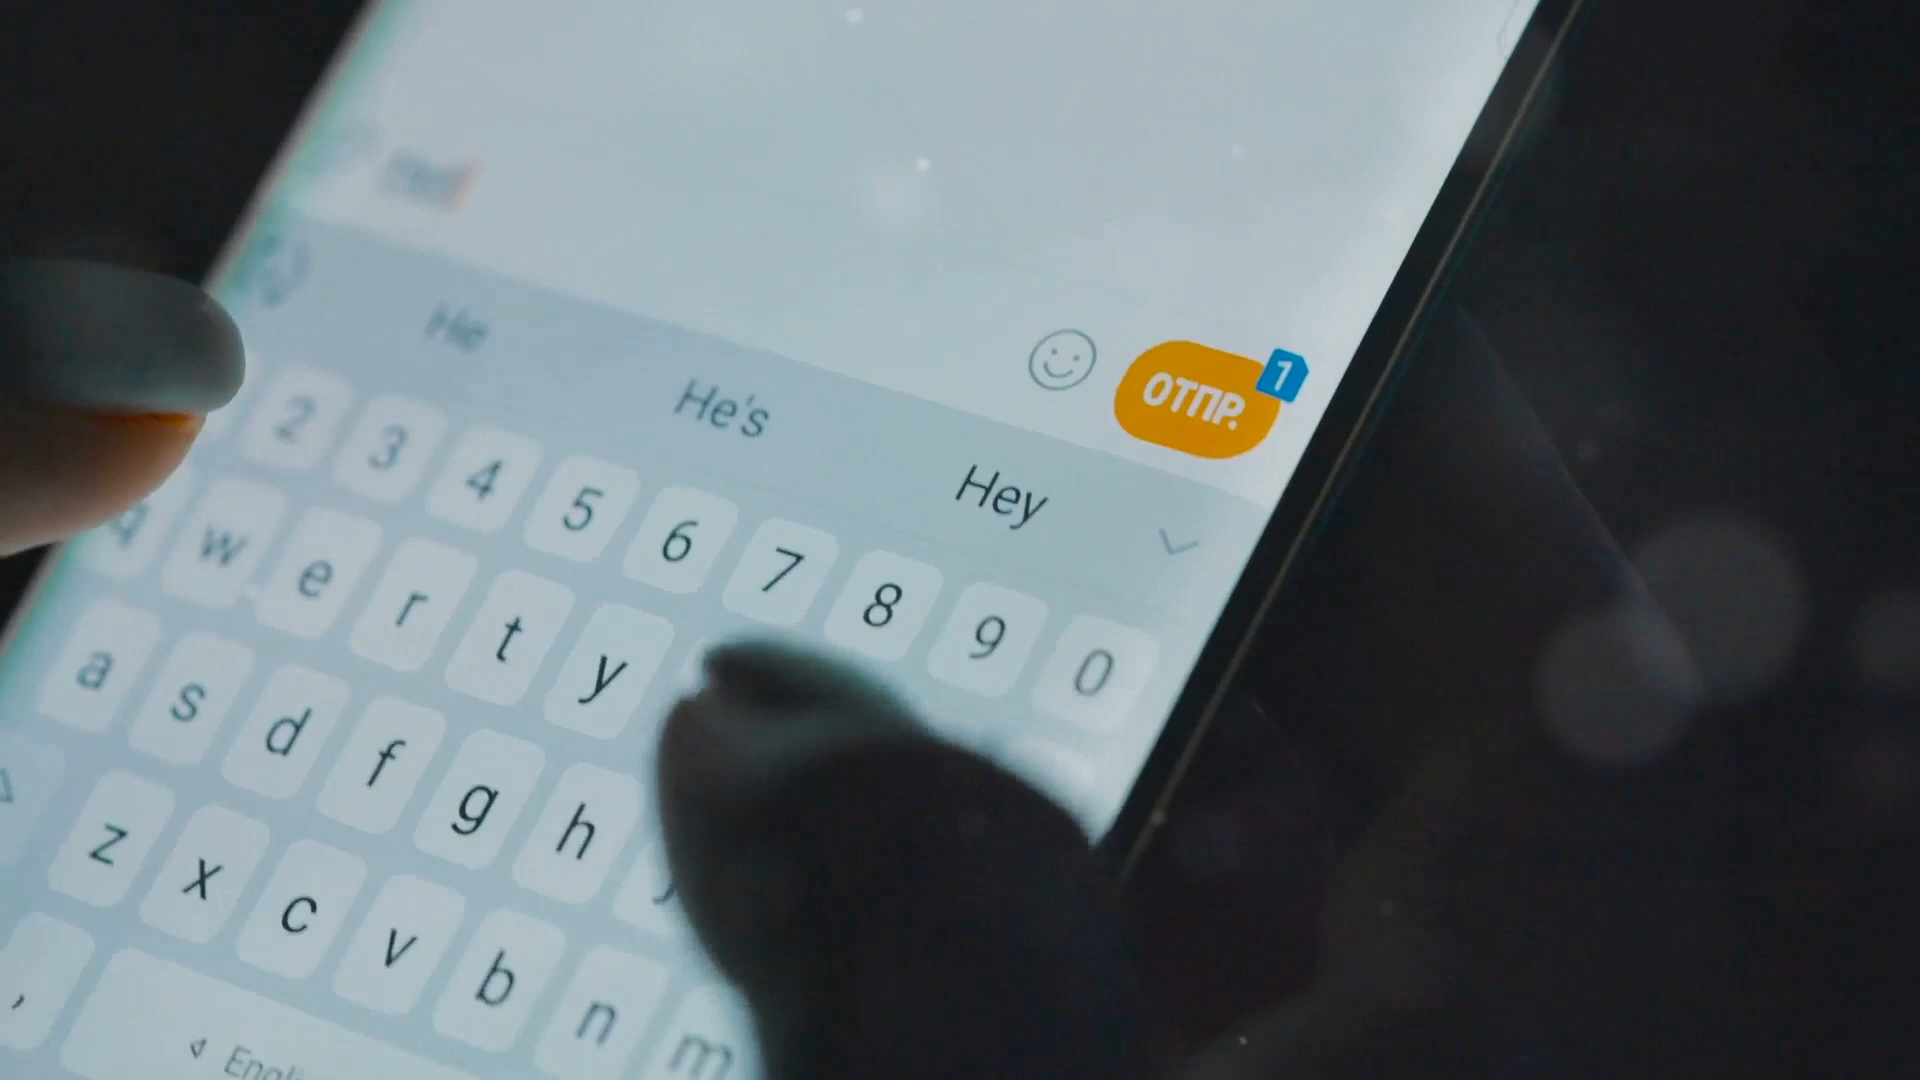 He He's Hey
ОТПР. 1
2 3 4 5 6 7 8 9 0
q w e r t y
a s d f g h j
z x c v b n m
,